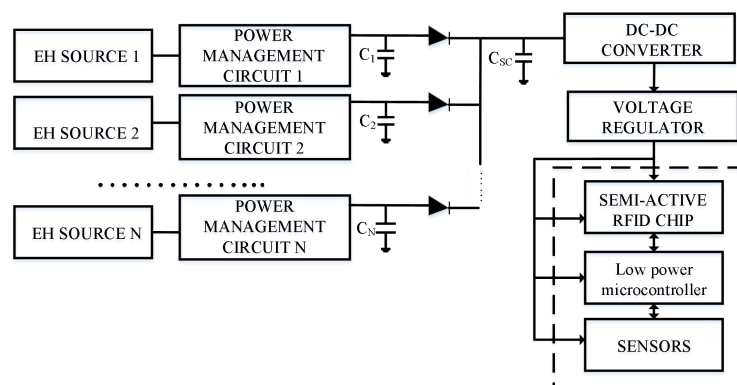 EH SOURCE 1
POWER
MANAGEMENT
CIRCUIT 1
C1
CSC
DC-DC
CONVERTER
EH SOURCE 2
POWER
MANAGEMENT
CIRCUIT 2
C2
VOLTAGE
REGULATOR
EH SOURCE N
POWER
MANAGEMENT
CIRCUIT N
CN
SEMI-ACTIVE
RFID CHIP
Low power
microcontroller
SENSORS